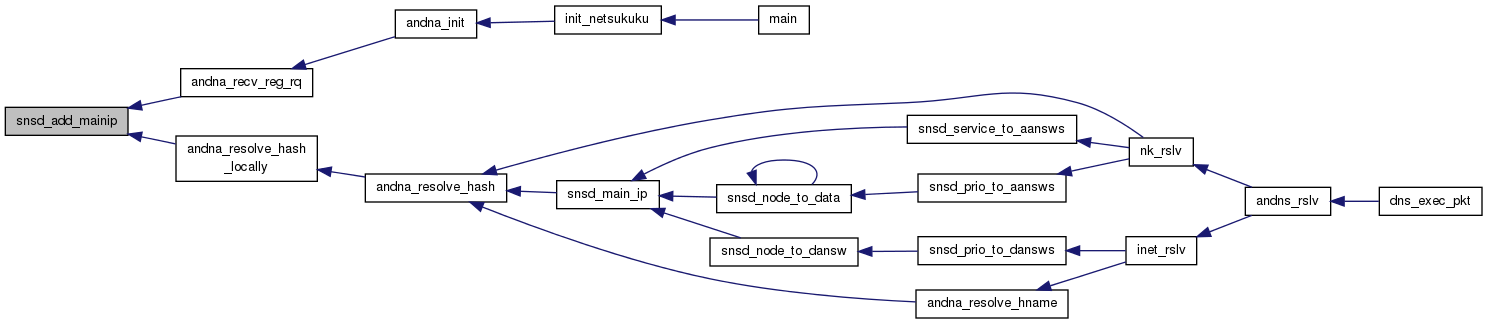 main
init_netsukuku
andna_init
andna_recv_reg_rq
snsd_add_mainip
snsd_service_to_aansws
andna_resolve_hash
_locally
nk_rslv
andna_resolve_hash
snsd_main_ip
snsd_node_to_data
snsd_prio_to_aansws
andns_rslv
dns_exec_pkt
snsd_node_to_dansw
snsd_prio_to_dansws
inet_rslv
andna_resolve_hname